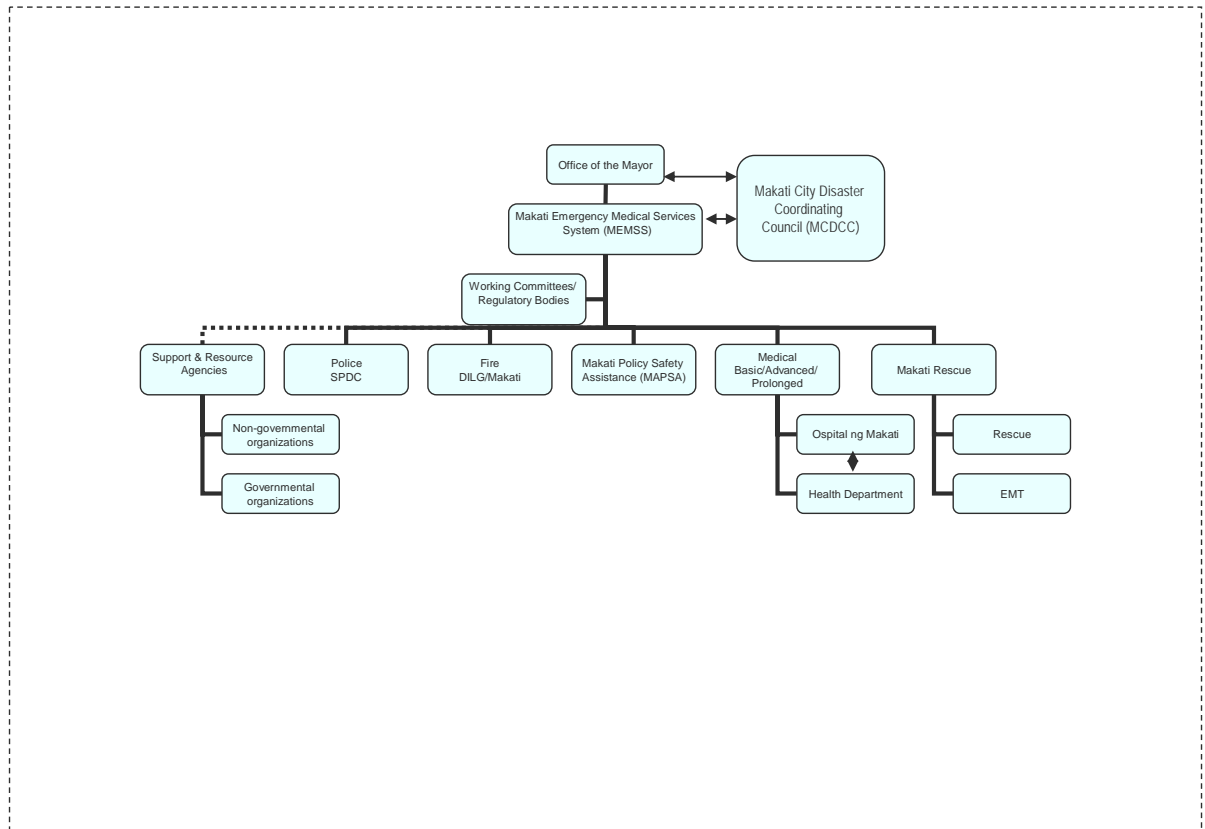 Office of the Mayor
Makati City Disaster
Coordinating
Council (MCDCC)
Makati Emergency Medical Services
System (MEMSS)
Working Committees/
Regulatory Bodies
Support & Resource
Agencies
Police
SPDC
Fire
DILG/Makati
Makati Policy Safety
Assistance (MAPSA)
Medical
Basic/Advanced/
Prolonged
Makati Rescue
Non-governmental
organizations
Ospital ng Makati
Rescue
Governmental
organizations
Health Department
EMT